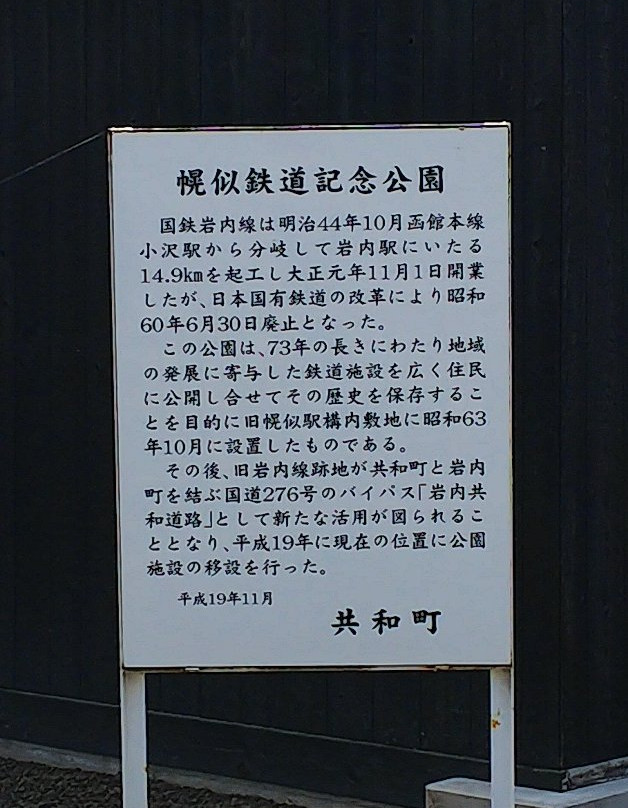 幌似鉄道記念公園
国鉄岩内線は明治44年10月函館本線
小沢駅から分岐して岩内駅にいたる
14.9kmを起工し大正元年11月1日開業
したが、日本国有鉄道の改革により昭和
60年6月30日廃止となった。
この公園は、73年の長きにわたり地域
の発展に寄与した鉄道施設を広く住民
に公開し合せてその歴史を保存するこ
とを目的に旧幌似駅構内敷地に昭和63
年10月に設置したものである。
その後、旧岩内線跡地が共和町と岩内
町を結ぶ国道276号のバイパス「岩内共
和道路」として新たな活用が図られるこ
ととなり、平成19年に現在の位置に公園
施設の移設を行った。
平成19年11月
共和町